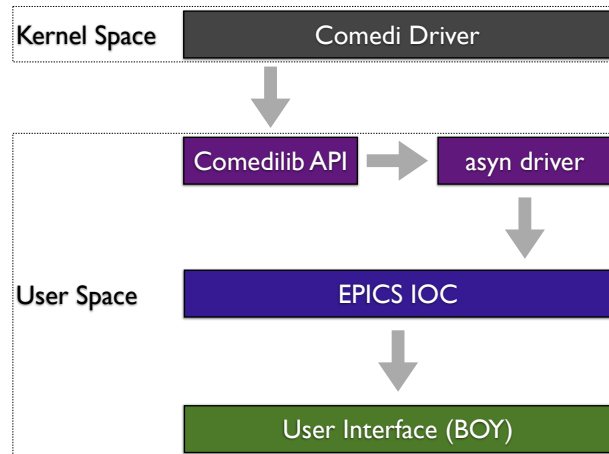 Kernel Space
Comedi Driver
Comedilib API
asyn driver
User Space
EPICS IOC
User Interface (BOY)